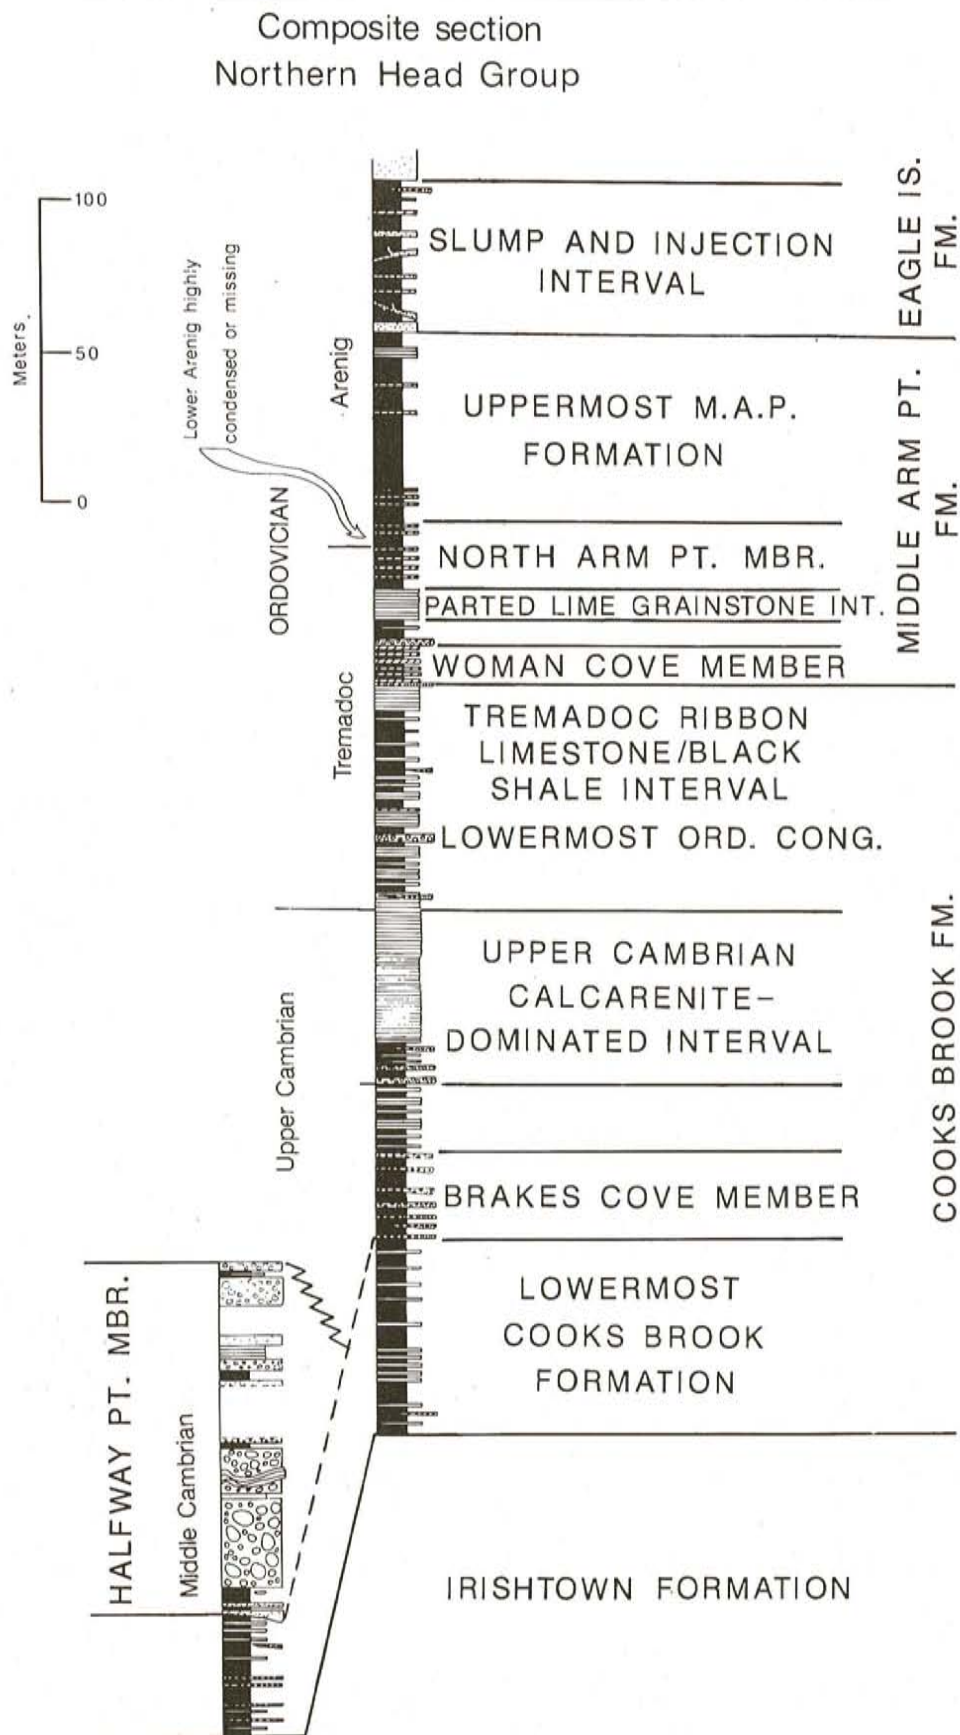 Composite section
Northern Head Group
Meters.
100
50
0
Lower Arenig highly
condensed or missing
Arenig
ORDOVICIAN
Tremadoc
Upper Cambrian
SLUMP AND INJECTION
INTERVAL
EAGLE IS.
FM.
UPPERMOST M.A.P.
FORMATION
NORTH ARM PT. MBR.
PARTED LIME GRAINSTONE INT.
WOMAN COVE MEMBER
MIDDLE ARM PT.
FM.
TREMADOC RIBBON
LIMESTONE/BLACK
SHALE INTERVAL
LOWERMOST ORD. CONG.
UPPER CAMBRIAN
CALCARENITE-
DOMINATED INTERVAL
BRAKES COVE MEMBER
LOWERMOST
COOKS BROOK
FORMATION
COOKS BROOK FM.
HALFWAY PT. MBR.
Middle Cambrian
IRISHTOWN FORMATION